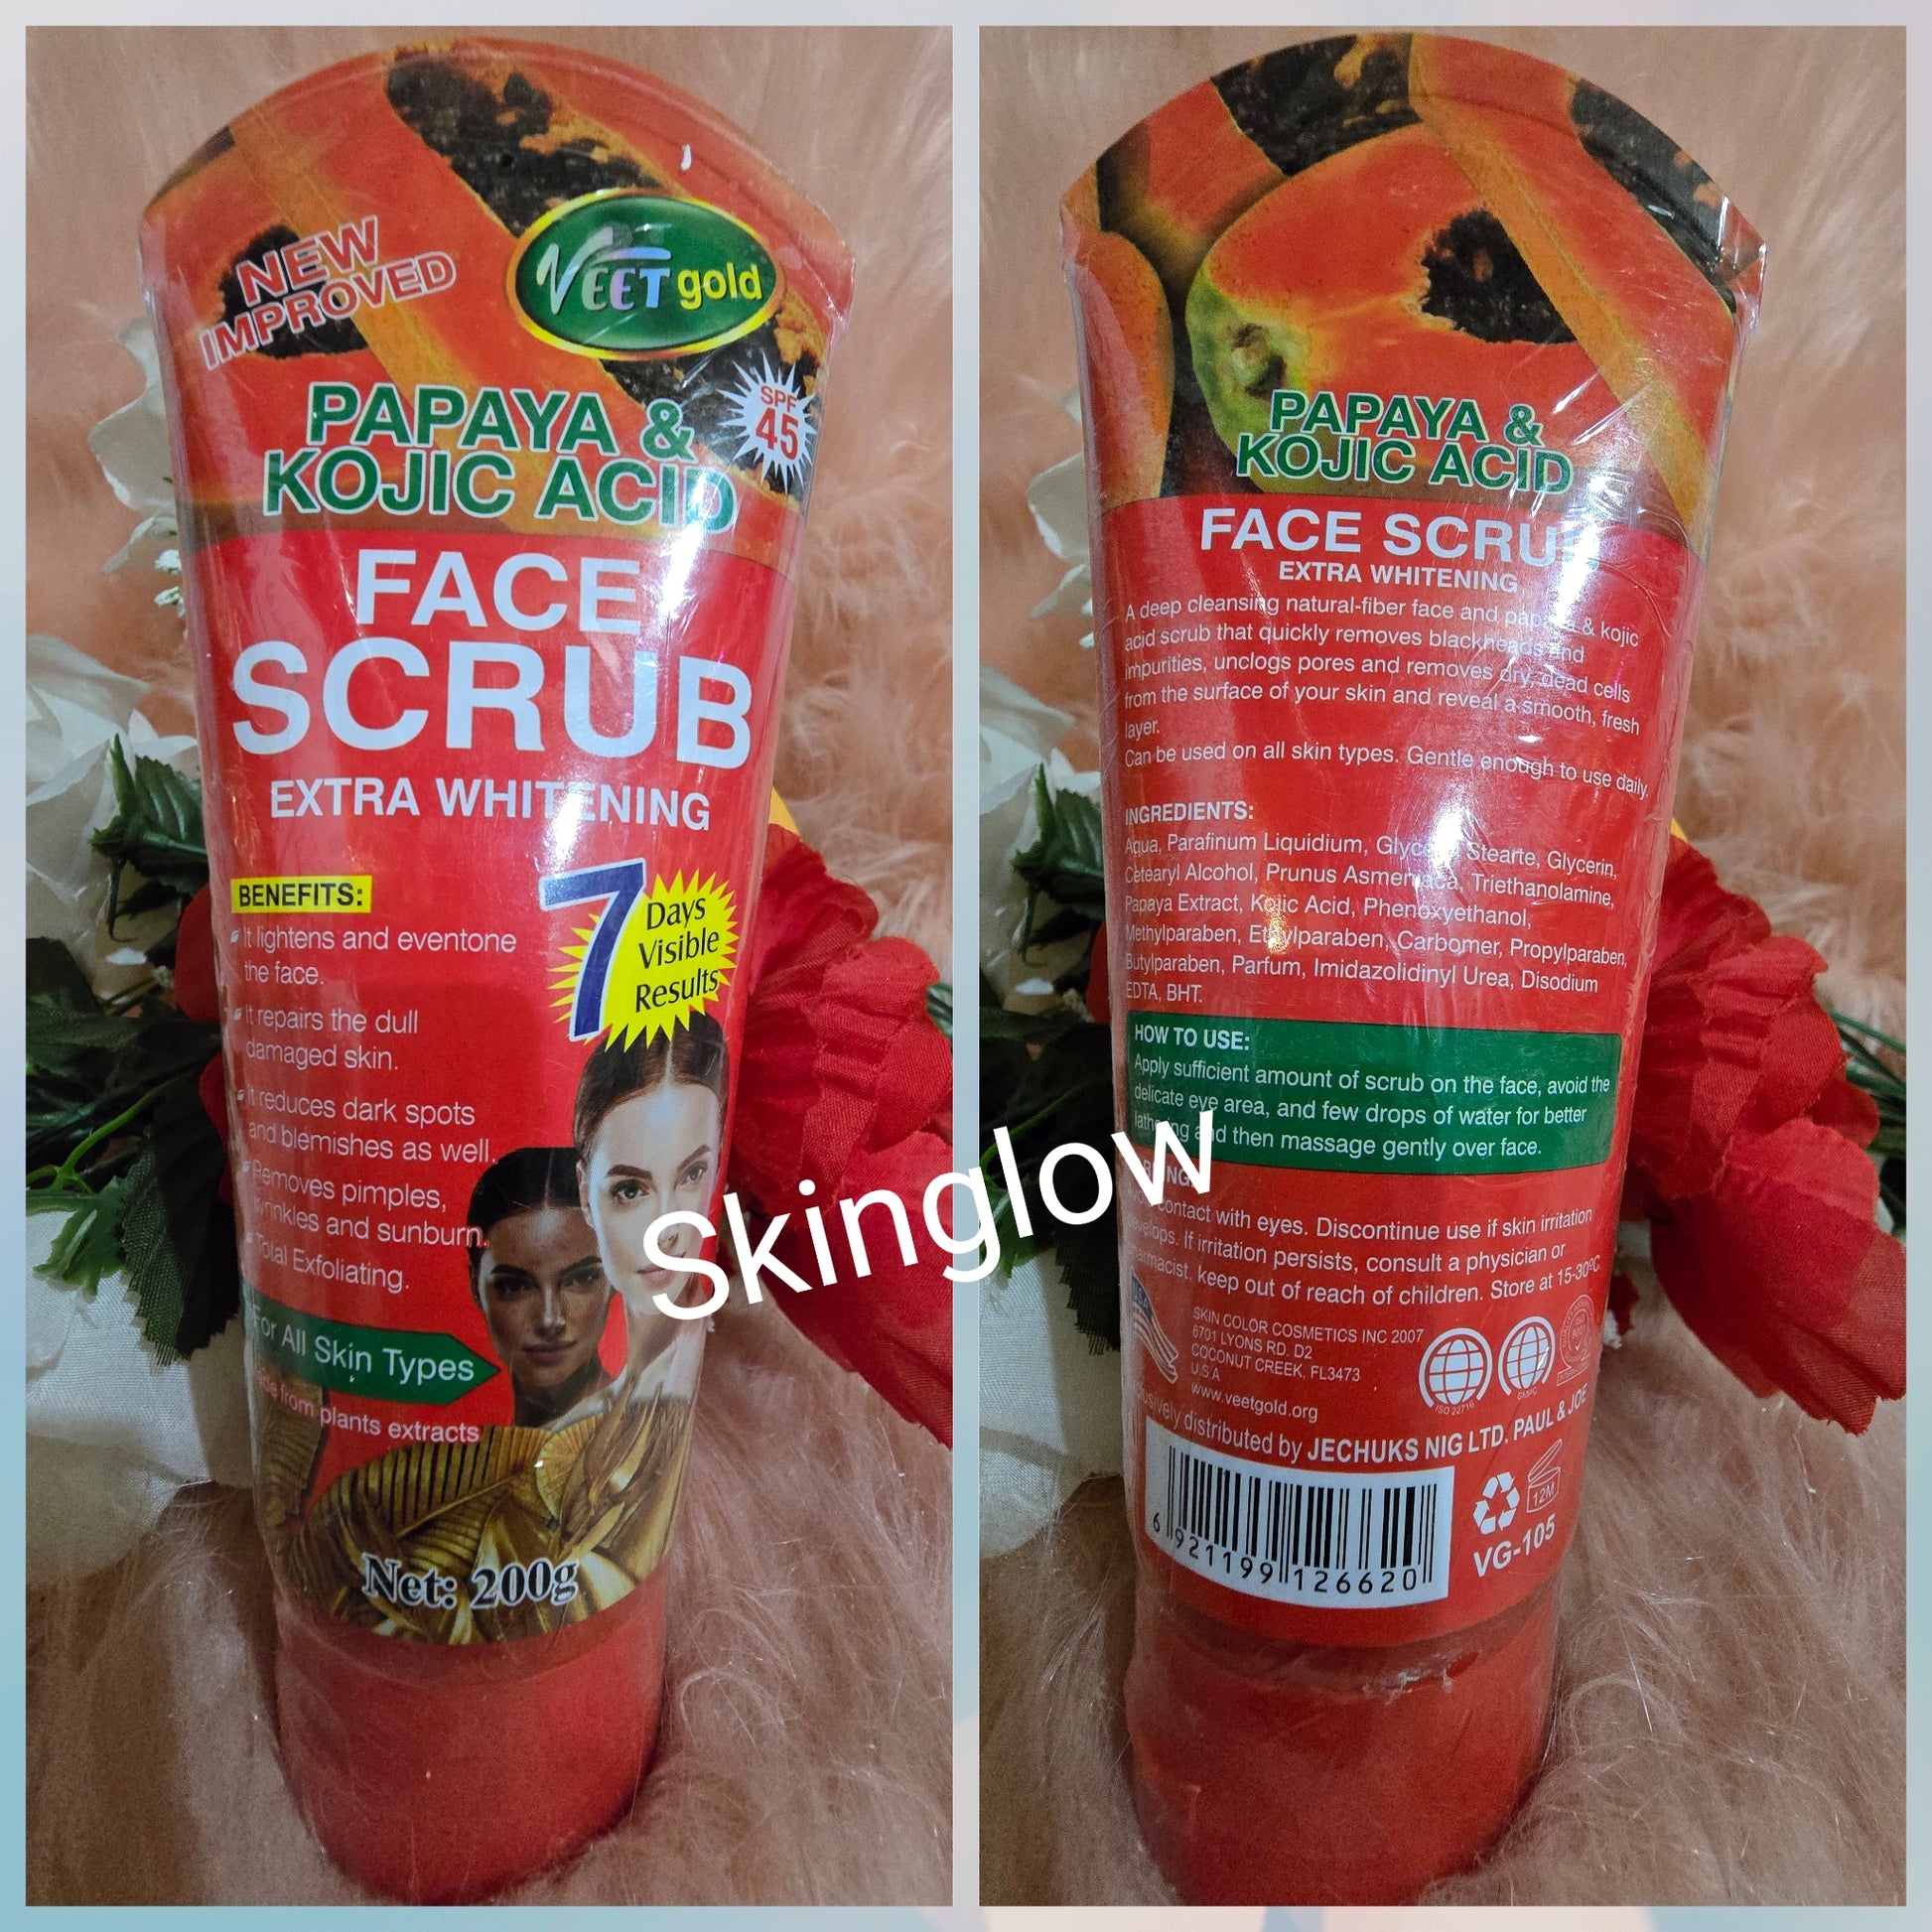 NEW
IMPROVED
VEET gold
SPF
45
PAPAYA &
KOJIC ACID
FACE
SCRUB
EXTRA WHITENING
BENEFITS:
It lightens and eventone
the face.
It repairs the dull
damaged skin.
It reduces dark spots
and blemishes as well.
Removes pimples,
wrinkles and sunburn.
Total Exfoliating.
7 Days
Visible
Results
For All Skin Types
from plants extracts
Net: 200g
Skinglow
PAPAYA &
KOJIC ACID
FACE SCRUB
EXTRA WHITENING
A deep cleansing natural-fiber face and papaya & kojic
acid scrub that quickly removes blackheads and
impurities, unclogs pores and removes dry, dead cells
from the surface of your skin and reveal a smooth, fresh
layer.
Can be used on all skin types. Gentle enough to use daily.
INGREDIENTS:
Aqua, Parafinum Liquidium, Stearte, Glycerin,
Cetearyl Alcohol, Prunus Triethanolamine,
Papaya Extract, Kojic Acid, Phenoxyethanol,
Methylparaben, Ethylparaben, Carbomer, Propylparaben,
Butylparaben, Parfum, Imidazolidinyl Urea, Disodium
EDTA, BHT.
HOW TO USE:
Apply sufficient amount of scrub on the face, avoid the
delicate eye area, and few drops of water for better
and then massage gently over face.
contact with eyes. Discontinue use if skin irritation
develops. If irritation persists, consult a physician or
pharmacist. keep out of reach of children. Store at 15-30ºC.
USA
SKIN COLOR COSMETICS INC 2007
6701 LYONS RD. D2
COCONUT CREEK, FL3473
U.S.A
www.veetgold.org
ISO 22716
GMPC
distributed by JECHUKS NIG LTD. PAUL & JOE
6 921199 126620
12M
VG-105